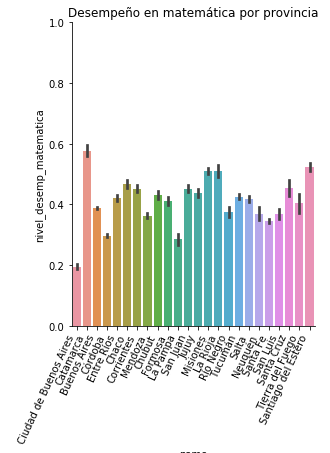 Desempeño en matemática por provincia
1.0
0.8
0.6
0.4
0.2
0.0
nivel_desemp_matematica
Ciudad de Buenos Aires
Catamarca
Buenos Aires
Córdoba
Entre Ríos
Chaco
Corrientes
Mendoza
Chubut
Formosa
La Pampa
San Juan
Jujuy
Misiones
La Rioja
Río Negro
Tucumán
Salta
Neuquén
Santa Fe
San Luis
Santa Cruz
Tierra del Fuego
Santiago del Estero